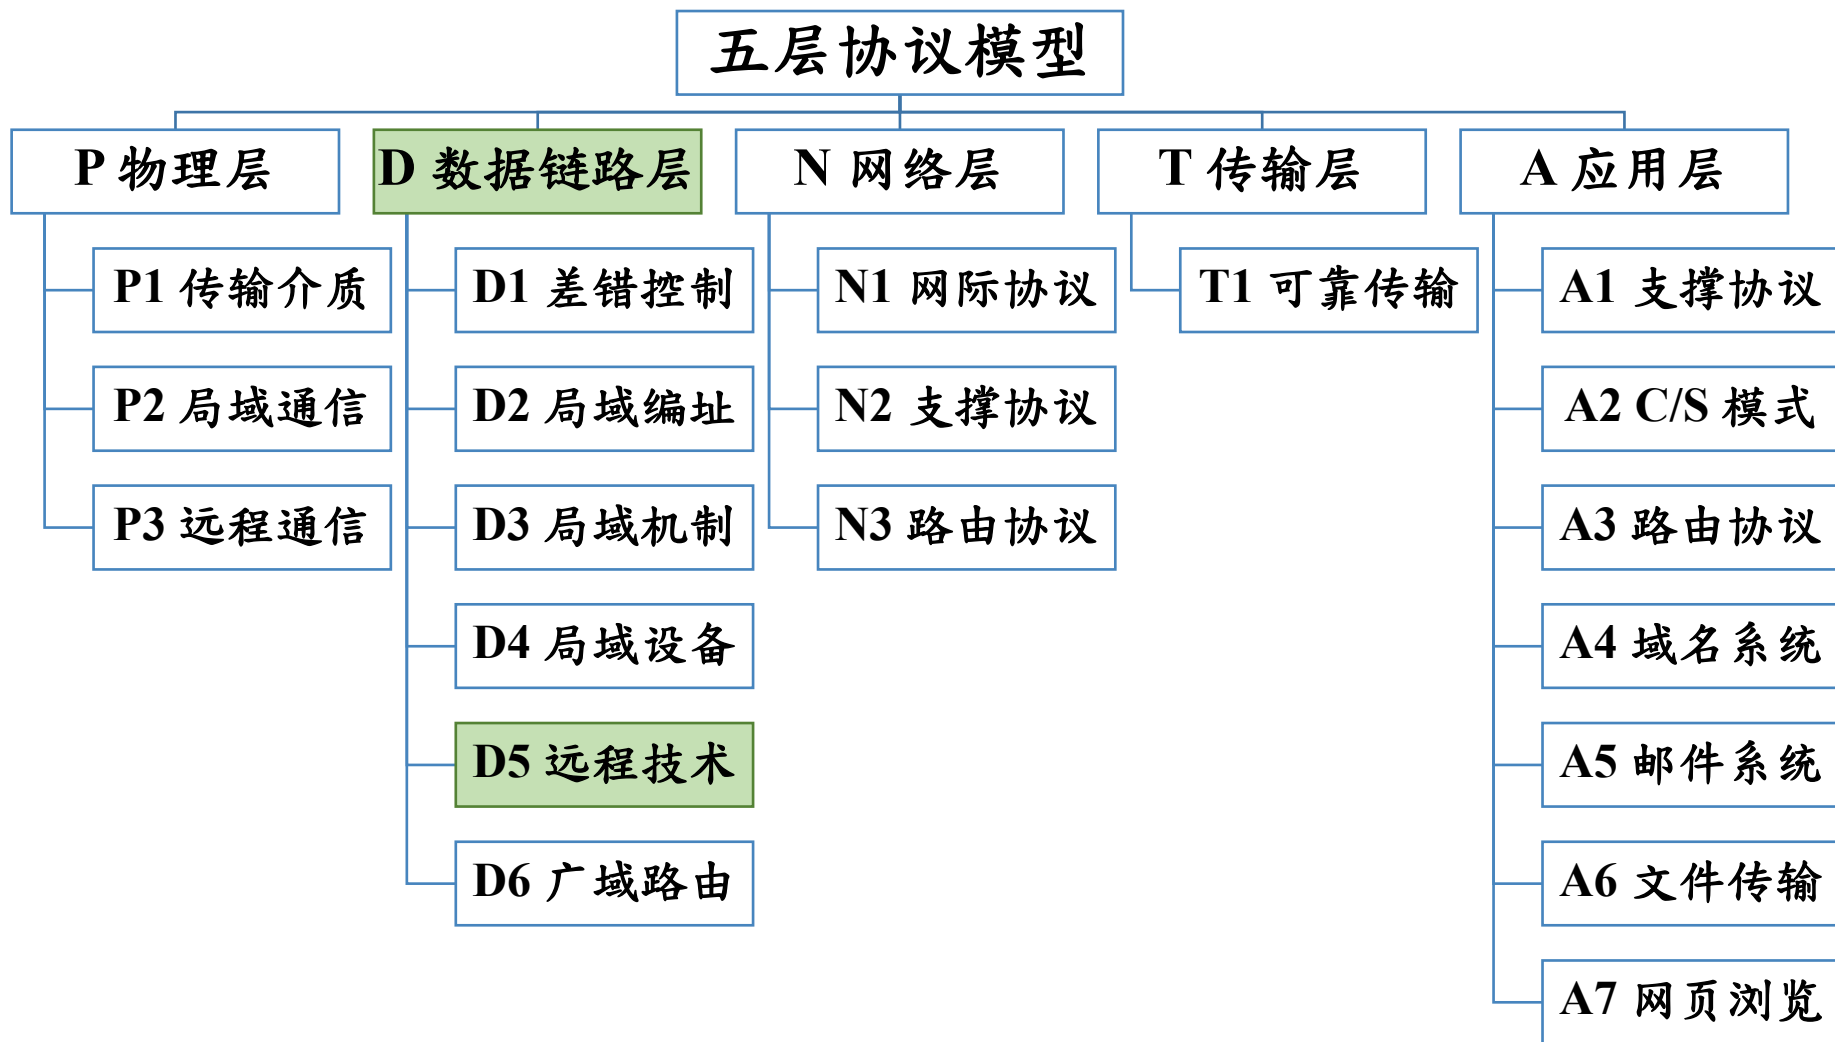 五层协议模型
P 物理层
P1 传输介质
P2 局域通信
P3 远程通信
D 数据链路层
D1 差错控制
D2 局域编址
D3 局域机制
D4 局域设备
D5 远程技术
D6 广域路由
N 网络层
N1 网际协议
N2 支撑协议
N3 路由协议
T 传输层
T1 可靠传输
A 应用层
A1 支撑协议
A2 C/S 模式
A3 路由协议
A4 域名系统
A5 邮件系统
A6 文件传输
A7 网页浏览